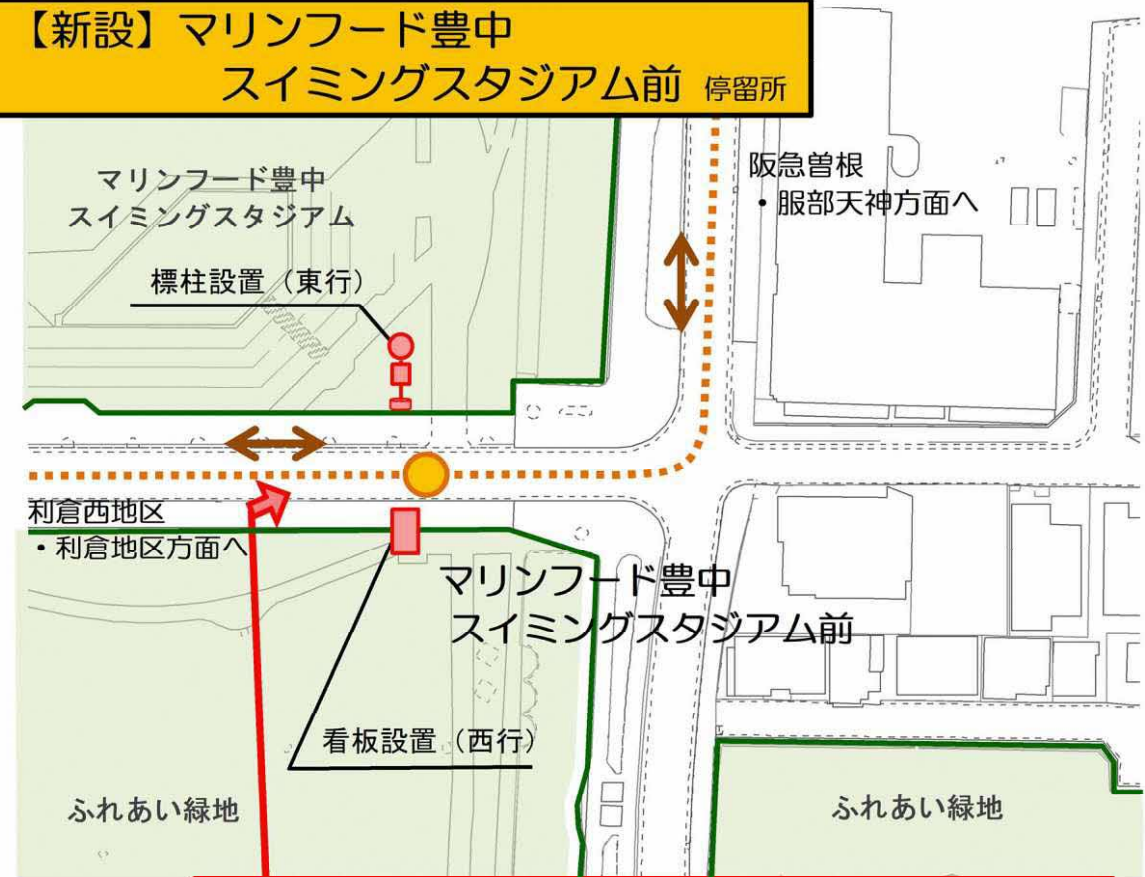 【新設】マリンフード豊中
スイミングスタジアム前 停留所
マリンフード豊中
スイミングスタジアム
阪急曽根
・服部天神方面へ
標柱設置（東行）
利倉西地区
・利倉地区方面へ
マリンフード豊中
スイミングスタジアム前
看板設置（西行）
ふれあい緑地
ふれあい緑地